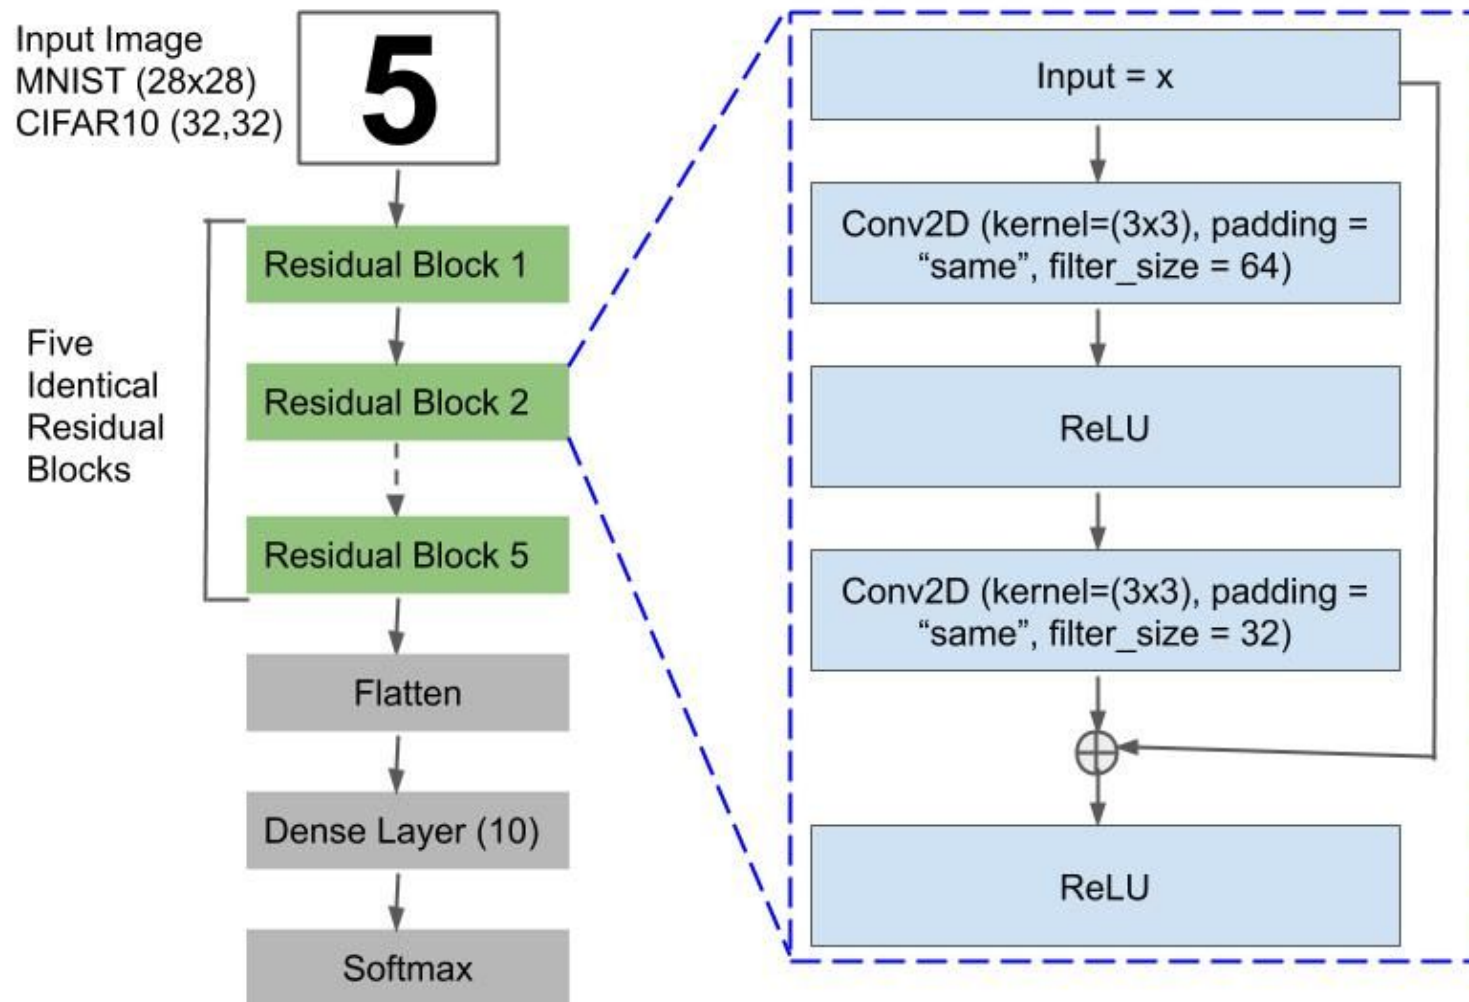 Input Image
MNIST (28x28)
CIFAR10 (32,32)
5
Five
Identical
Residual
Blocks
Residual Block 1
Residual Block 2
Residual Block 5
Flatten
Dense Layer (10)
Softmax
Input = x
Conv2D (kernel=(3x3), padding =
“same”, filter_size = 64)
ReLU
Conv2D (kernel=(3x3), padding =
“same”, filter_size = 32)
ReLU